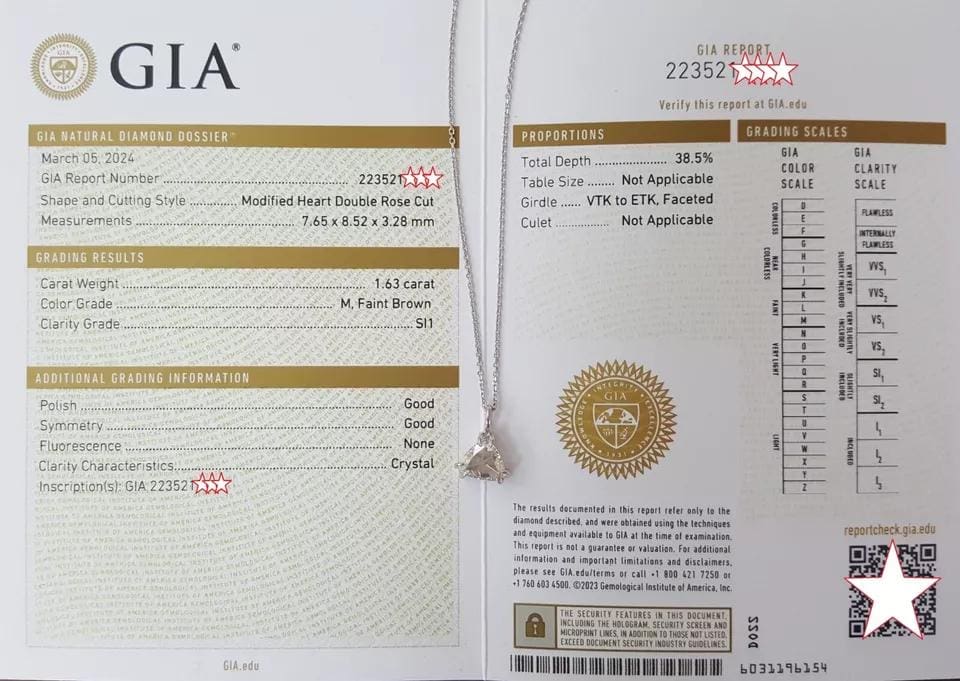 GIA®
GIA NATURAL DIAMOND DOSSIER™
March 05, 2024
GIA Report Number 223521
Shape and Cutting Style Modified Heart Double Rose Cut
Measurements 7.65 x 8.52 x 3.28 mm
GRADING RESULTS
Carat Weight 1.63 carat
Color Grade M, Faint Brown
Clarity Grade SI1
ADDITIONAL GRADING INFORMATION
Polish Good
Symmetry Good
Fluorescence None
Clarity Characteristics Crystal
Inscription(s): GIA 223521
GIA.edu
GIA REPORT
223521
Verify this report at GIA.edu
PROPORTIONS
Total Depth 38.5%
Table Size Not Applicable
Girdle VTK to ETK, Faceted
Culet Not Applicable
GIA
KNOWLEDGE INTEGRITY EXCELLENCE
1931
The results documented in this report refer only to the
diamond described, and were obtained using the techniques
and equipment available to GIA at the time of examination.
This report is not a guarantee or valuation. For additional
information and important limitations and disclaimers,
please see GIA.edu/terms or call +1 800 421 7250 or
+1 760 603 4500. ©2023 Gemological Institute of America, Inc.
THE SECURITY FEATURES IN THIS DOCUMENT,
INCLUDING THE HOLOGRAM, SECURITY SCREEN AND
MICROPRINT LINES, IN ADDITION TO THOSE NOT LISTED,
EXCEED DOCUMENT SECURITY INDUSTRY GUIDELINES.
GRADING SCALES
GIA
COLOR
SCALE
COLORLESS
D
E
F
NEAR COLORLESS
G
H
I
J
FAINT
K
L
M
VERY LIGHT
N
O
P
Q
R
LIGHT
S
T
U
V
W
X
Y
Z
GIA
CLARITY
SCALE
FLAWLESS
INTERNALLY
FLAWLESS
VERY VERY
SLIGHTLY INCLUDED
VVS1
VVS2
VERY SLIGHTLY
INCLUDED
VS1
VS2
SLIGHTLY
INCLUDED
SI1
SI2
INCLUDED
I1
I2
I3
reportcheck.gia.edu
6031196154